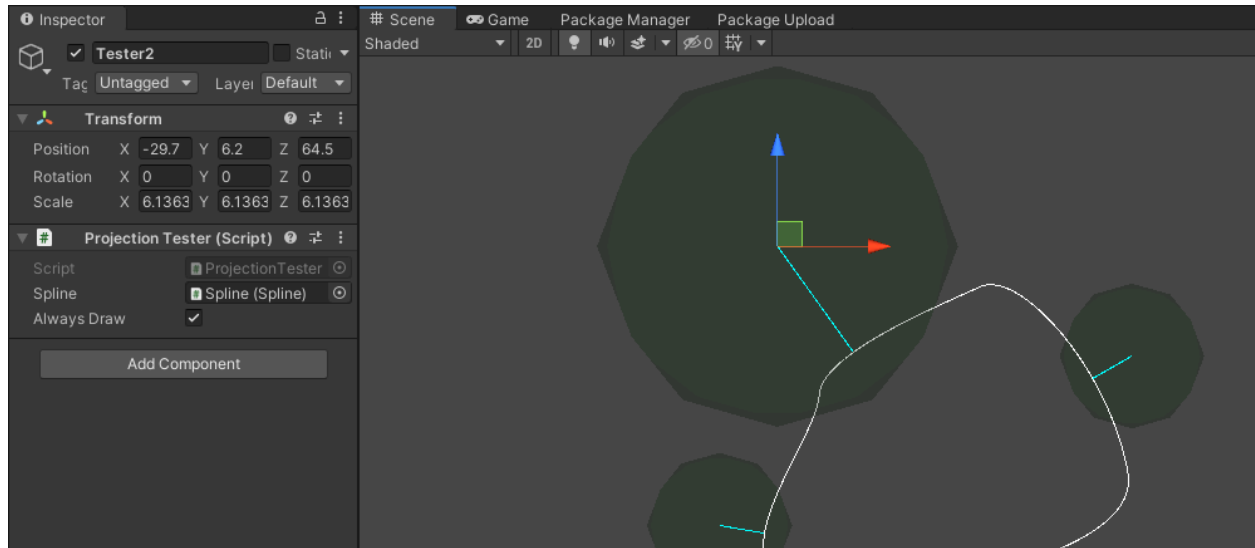 Inspector
Tester2 Stati
Tag Untagged Layer Default
Transform
Position X -29.7 Y 6.2 Z 64.5
Rotation X 0 Y 0 Z 0
Scale X 6.1363 Y 6.1363 Z 6.1363
# Projection Tester (Script)
Script # ProjectionTester
Spline # Spline (Spline)
Always Draw
Add Component
Scene Game Package Manager Package Upload
Shaded 2D 0 Y